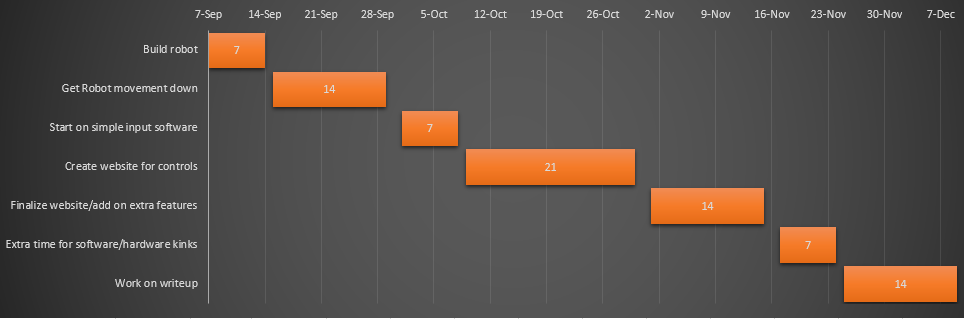 7-Sep 14-Sep 21-Sep 28-Sep 5-Oct 12-Oct 19-Oct 26-Oct 2-Nov 9-Nov 16-Nov 23-Nov 30-Nov 7-Dec
Build robot 7
Get Robot movement down 14
Start on simple input software 7
Create website for controls 21
Finalize website/add on extra features 14
Extra time for software/hardware kinks 7
Work on writeup 14